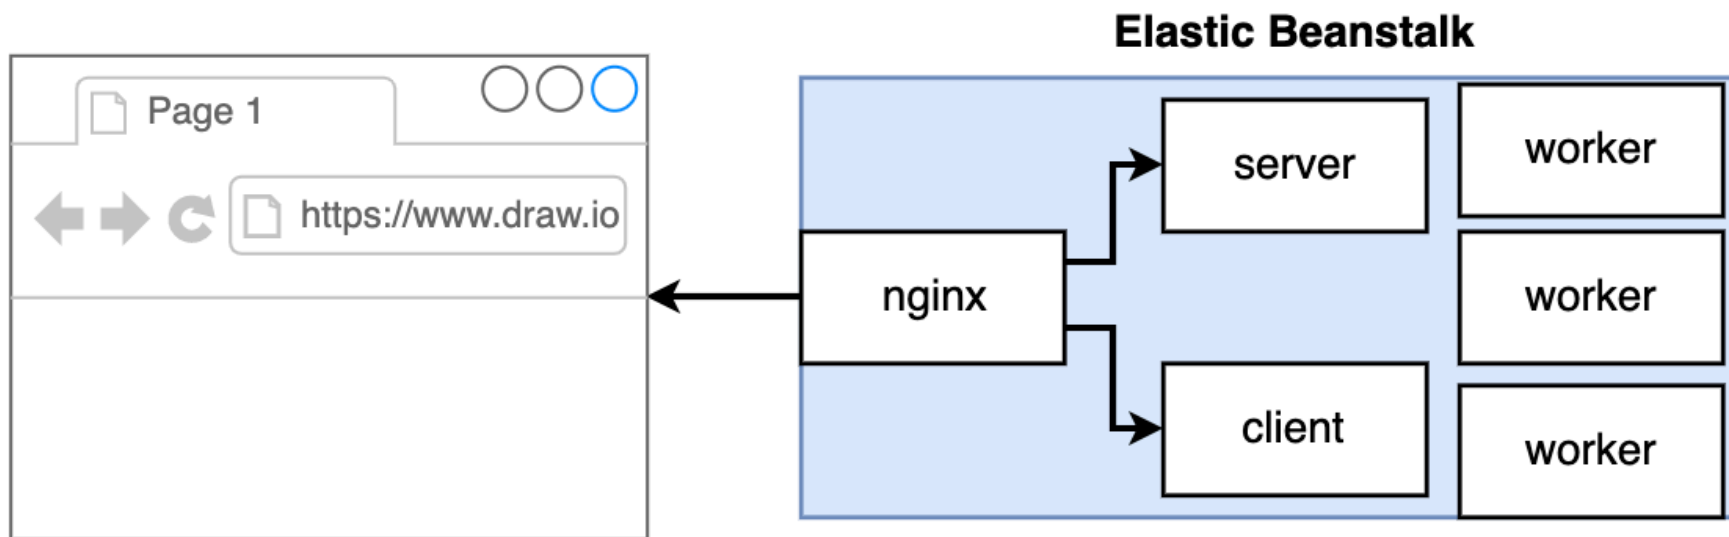 Elastic Beanstalk
Page 1
https://www.draw.io
nginx
server
client
worker
worker
worker